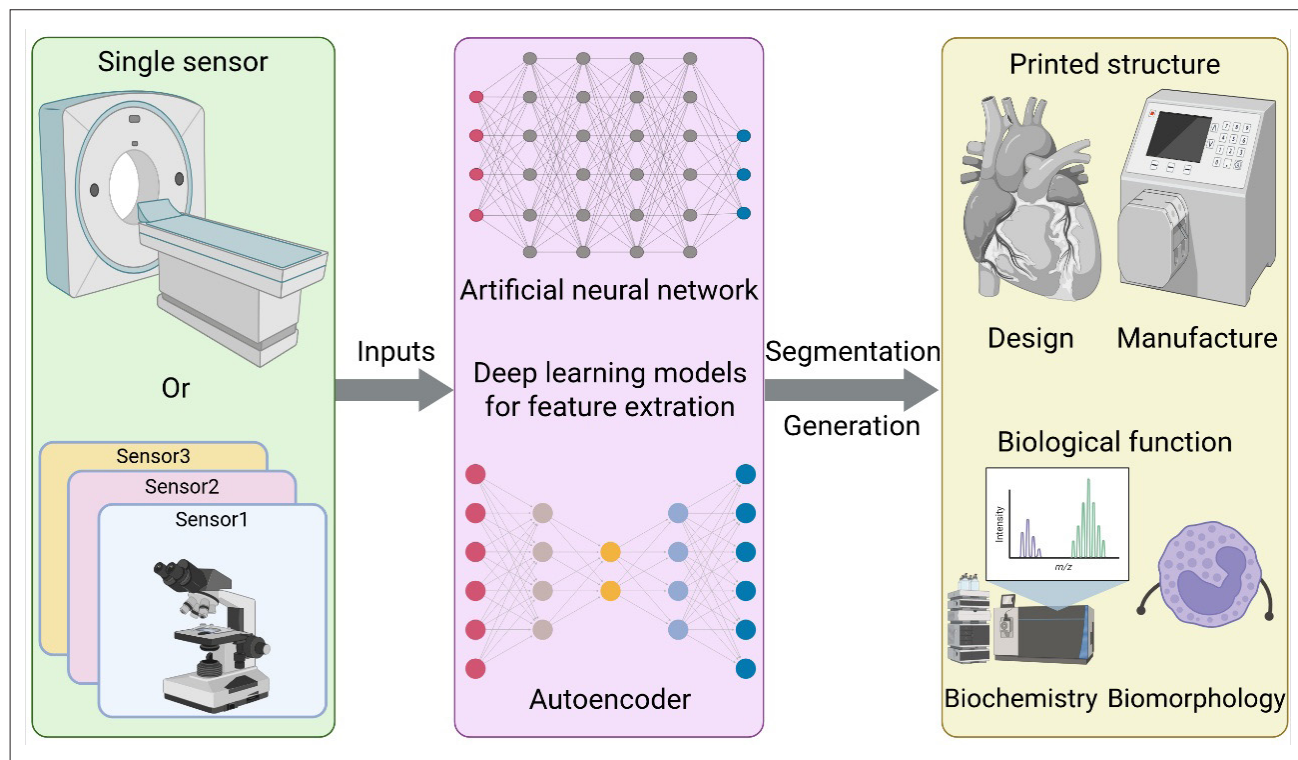 Single sensor
Or
Sensor3
Sensor2
Sensor1
Inputs
Artificial neural network
Deep learning models
for feature extration
Autoencoder
Segmentation
Generation
Printed structure
Design
Manufacture
Biological function
Intensity
m/z
Biochemistry
Biomorphology